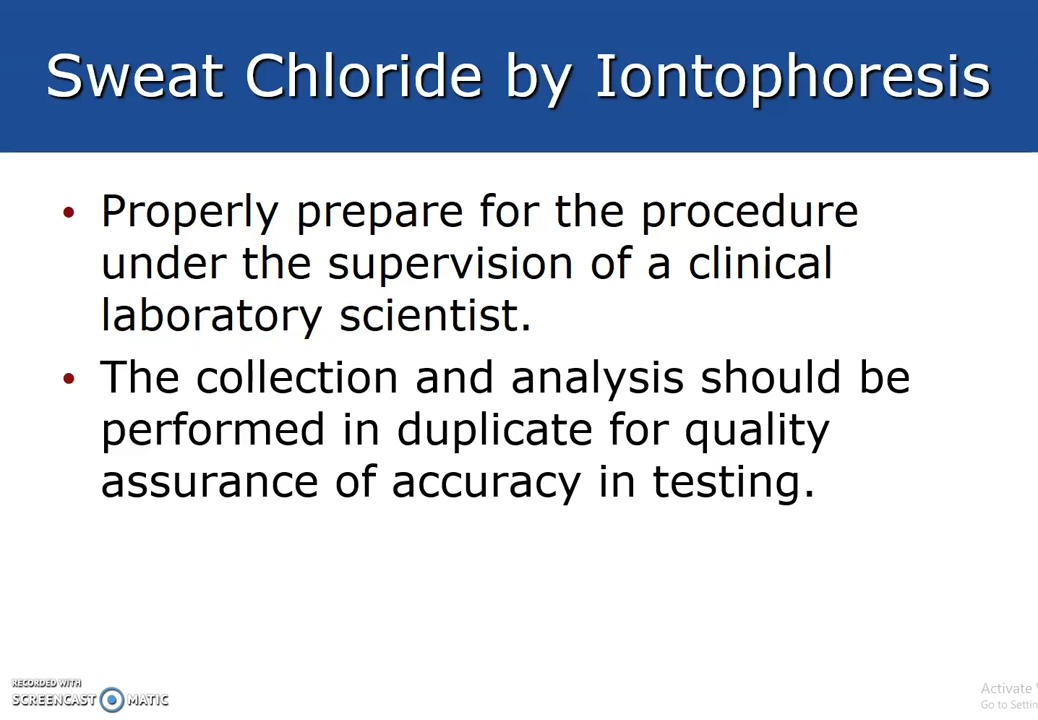 Sweat Chloride by Iontophoresis
• Properly prepare for the procedure
under the supervision of a clinical
laboratory scientist.
• The collection and analysis should be
performed in duplicate for quality
assurance of accuracy in testing.
RECORDED WITH
SCREENCAST MATIC
Activate
Go to